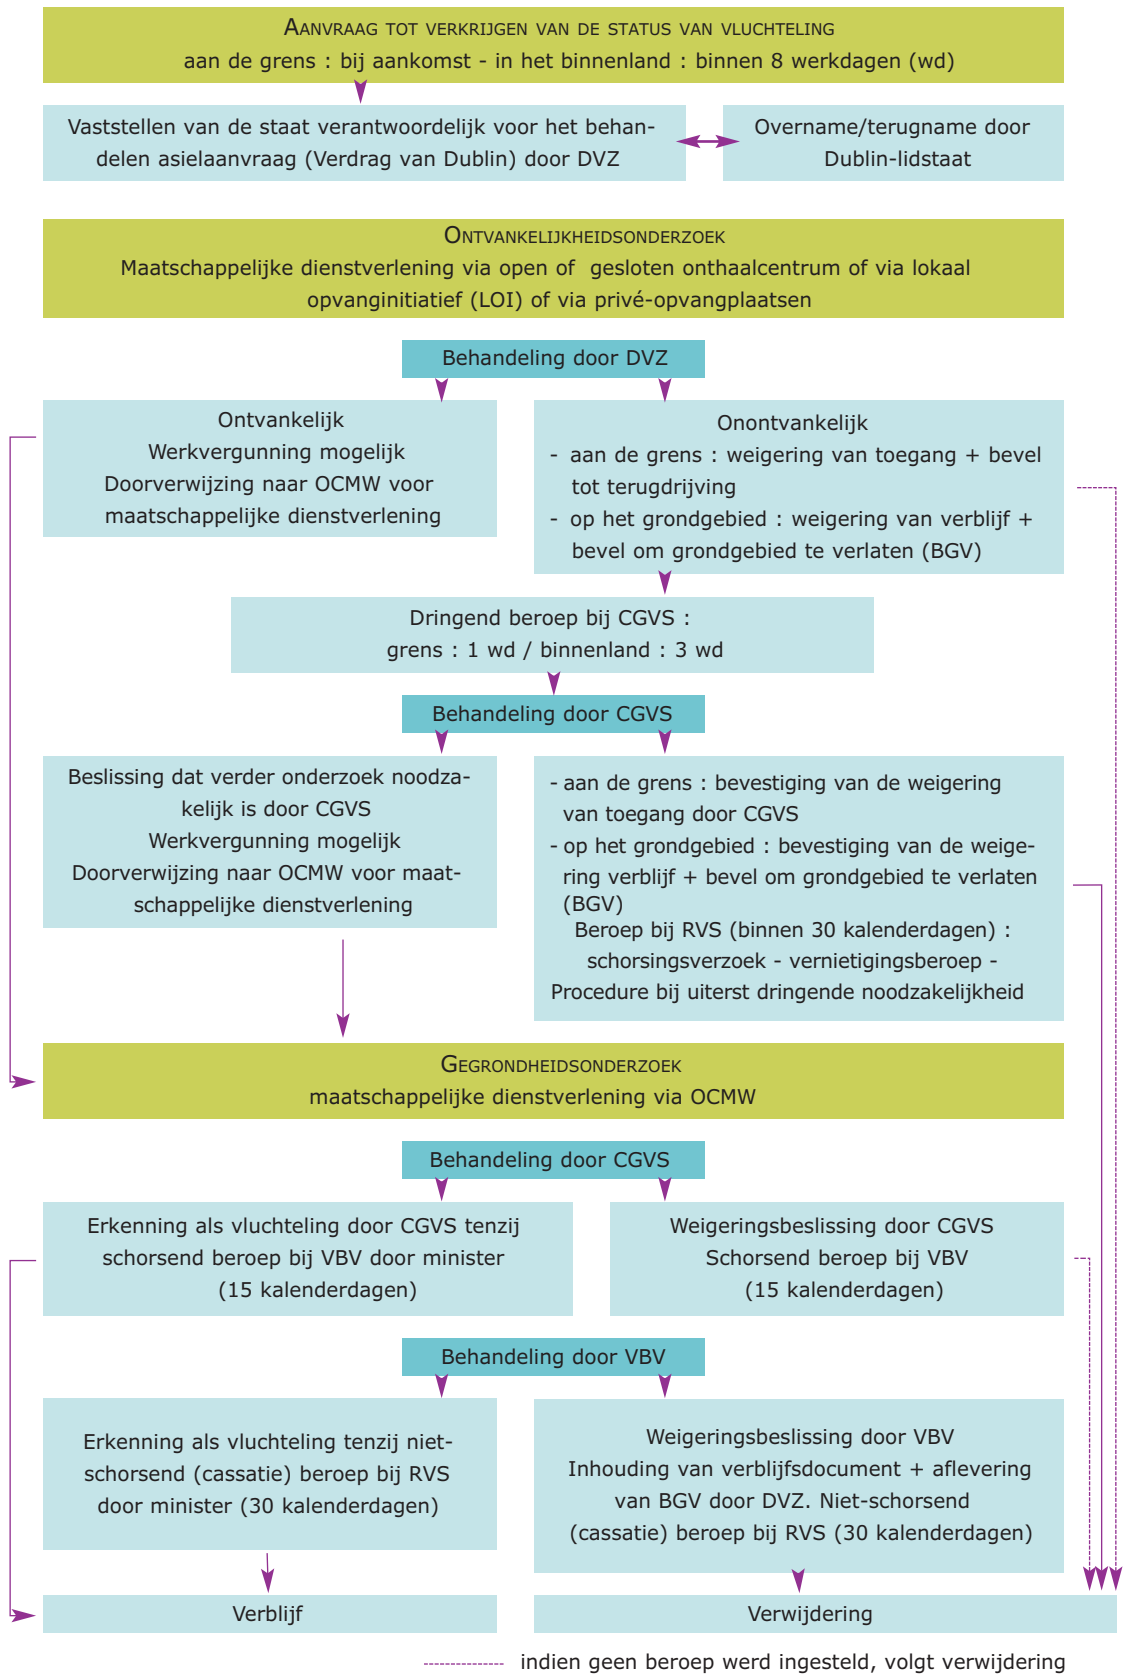 AANVRAAG TOT VERKRIJGEN VAN DE STATUS VAN VLUCHTELING
aan de grens : bij aankomst - in het binnenland : binnen 8 werkdagen (wd)
Vaststellen van de staat verantwoordelijk voor het behan-
delen asielaanvraag (Verdrag van Dublin) door DVZ
Overname/terugname door
Dublin-lidstaat
ONTVANKELIJKHEIDSONDERZOEK
Maatschappelijke dienstverlening via open of gesloten onthaalcentrum of via lokaal
opvanginitiatief (LOI) of via privé-opvangplaatsen
Behandeling door DVZ
Ontvankelijk
Werkvergunning mogelijk
Doorverwijzing naar OCMW voor
maatschappelijke dienstverlening
Onontvankelijk
- aan de grens : weigering van toegang + bevel
tot terugdrijving
- op het grondgebied : weigering van verblijf +
bevel om grondgebied te verlaten (BGV)
Dringend beroep bij CGVS :
grens : 1 wd / binnenland : 3 wd
Behandeling door CGVS
Beslissing dat verder onderzoek noodza-
kelijk is door CGVS
Werkvergunning mogelijk
Doorverwijzing naar OCMW voor maat-
schappelijke dienstverlening
- aan de grens : bevestiging van de weigering
van toegang door CGVS
- op het grondgebied : bevestiging van de weige-
ring verblijf + bevel om grondgebied te verlaten
(BGV)
Beroep bij RVS (binnen 30 kalenderdagen) :
schorsingsverzoek - vernietigingsberoep -
Procedure bij uiterst dringende noodzakelijkheid
GEGRONDHEIDSONDERZOEK
maatschappelijke dienstverlening via OCMW
Behandeling door CGVS
Erkenning als vluchteling door CGVS tenzij
schorsend beroep bij VBV door minister
(15 kalenderdagen)
Weigeringsbeslissing door CGVS
Schorsend beroep bij VBV
(15 kalenderdagen)
Behandeling door VBV
Erkenning als vluchteling tenzij niet-
schorsend (cassatie) beroep bij RVS
door minister (30 kalenderdagen)
Weigeringsbeslissing door VBV
Inhouding van verblijfsdocument + aflevering
van BGV door DVZ. Niet-schorsend
(cassatie) beroep bij RVS (30 kalenderdagen)
Verblijf
Verwijdering
indien geen beroep werd ingesteld, volgt verwijdering